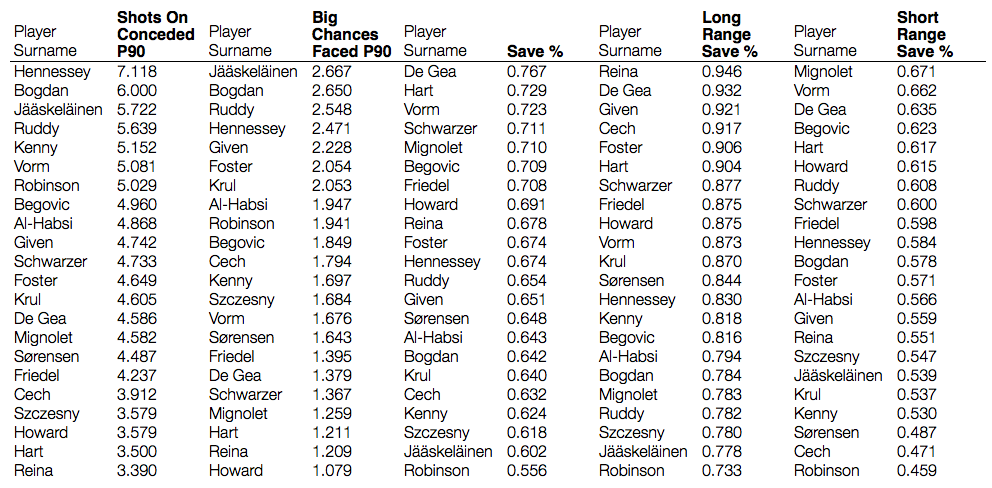 Player Surname Shots On Conceded P90 Player Surname Big Chances Faced P90 Player Surname Save % Player Surname Long Range Save % Player Surname Short Range Save %
Hennessey 7.118 Jääskeläinen 2.667 De Gea 0.767 Reina 0.946 Mignolet 0.671
Bogdan 6.000 Bogdan 2.650 Hart 0.729 De Gea 0.932 Vorm 0.662
Jääskeläinen 5.722 Ruddy 2.548 Vorm 0.723 Given 0.921 De Gea 0.635
Ruddy 5.639 Hennessey 2.471 Schwarzer 0.711 Cech 0.917 Begovic 0.623
Kenny 5.152 Given 2.228 Mignolet 0.710 Foster 0.906 Hart 0.617
Vorm 5.081 Foster 2.054 Begovic 0.709 Hart 0.904 Howard 0.615
Robinson 5.029 Krul 2.053 Friedel 0.708 Schwarzer 0.877 Ruddy 0.608
Begovic 4.960 Al-Habsi 1.947 Howard 0.691 Friedel 0.875 Schwarzer 0.600
Al-Habsi 4.868 Robinson 1.941 Reina 0.678 Howard 0.875 Friedel 0.598
Given 4.742 Begovic 1.849 Foster 0.674 Vorm 0.873 Hennessey 0.584
Schwarzer 4.733 Cech 1.794 Hennessey 0.674 Krul 0.870 Bogdan 0.578
Foster 4.649 Kenny 1.697 Ruddy 0.654 Sørensen 0.844 Foster 0.571
Krul 4.605 Szczesny 1.684 Given 0.651 Hennessey 0.830 Al-Habsi 0.566
De Gea 4.586 Vorm 1.676 Sørensen 0.648 Kenny 0.818 Given 0.559
Mignolet 4.582 Sørensen 1.643 Al-Habsi 0.643 Begovic 0.816 Reina 0.551
Sørensen 4.487 Friedel 1.395 Bogdan 0.642 Al-Habsi 0.794 Szczesny 0.547
Friedel 4.237 De Gea 1.379 Krul 0.640 Bogdan 0.784 Jääskeläinen 0.539
Cech 3.912 Schwarzer 1.367 Cech 0.632 Mignolet 0.783 Krul 0.537
Szczesny 3.579 Mignolet 1.259 Kenny 0.624 Ruddy 0.782 Kenny 0.530
Howard 3.579 Hart 1.211 Szczesny 0.618 Szczesny 0.780 Sørensen 0.487
Hart 3.500 Reina 1.209 Jääskeläinen 0.602 Jääskeläinen 0.778 Cech 0.471
Reina 3.390 Howard 1.079 Robinson 0.556 Robinson 0.733 Robinson 0.459